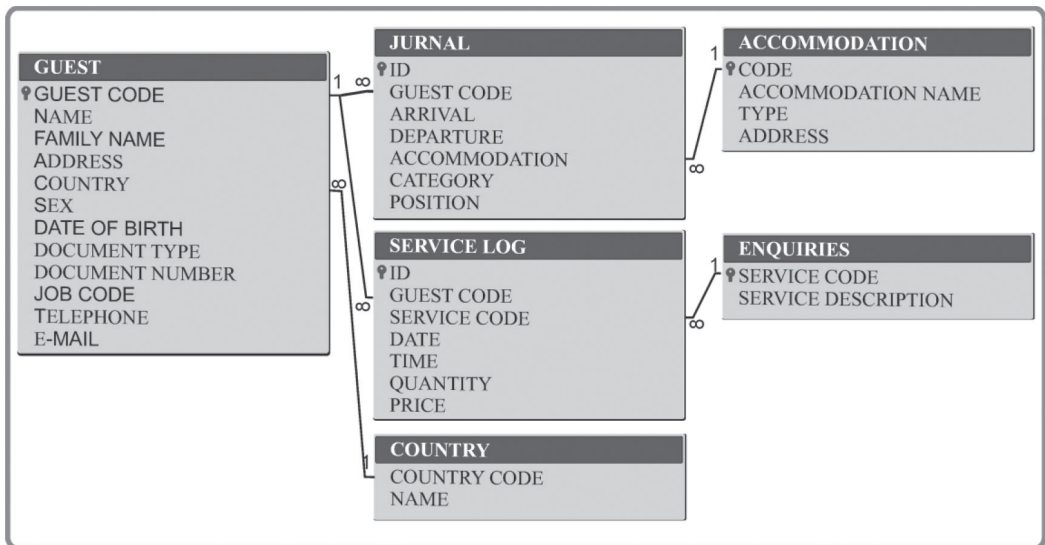 GUEST
GUEST CODE
NAME
FAMILY NAME
ADDRESS
COUNTRY
SEX
DATE OF BIRTH
DOCUMENT TYPE
DOCUMENT NUMBER
JOB CODE
TELEPHONE
E-MAIL
1 ∞
∞
∞
1
JURNAL
ID
GUEST CODE
ARRIVAL
DEPARTURE
ACCOMMODATION
CATEGORY
POSITION
SERVICE LOG
ID
GUEST CODE
SERVICE CODE
DATE
TIME
QUANTITY
PRICE
COUNTRY
COUNTRY CODE
NAME
1
∞
1
∞
ACCOMMODATION
CODE
ACCOMMODATION NAME
TYPE
ADDRESS
ENQUIRIES
SERVICE CODE
SERVICE DESCRIPTION